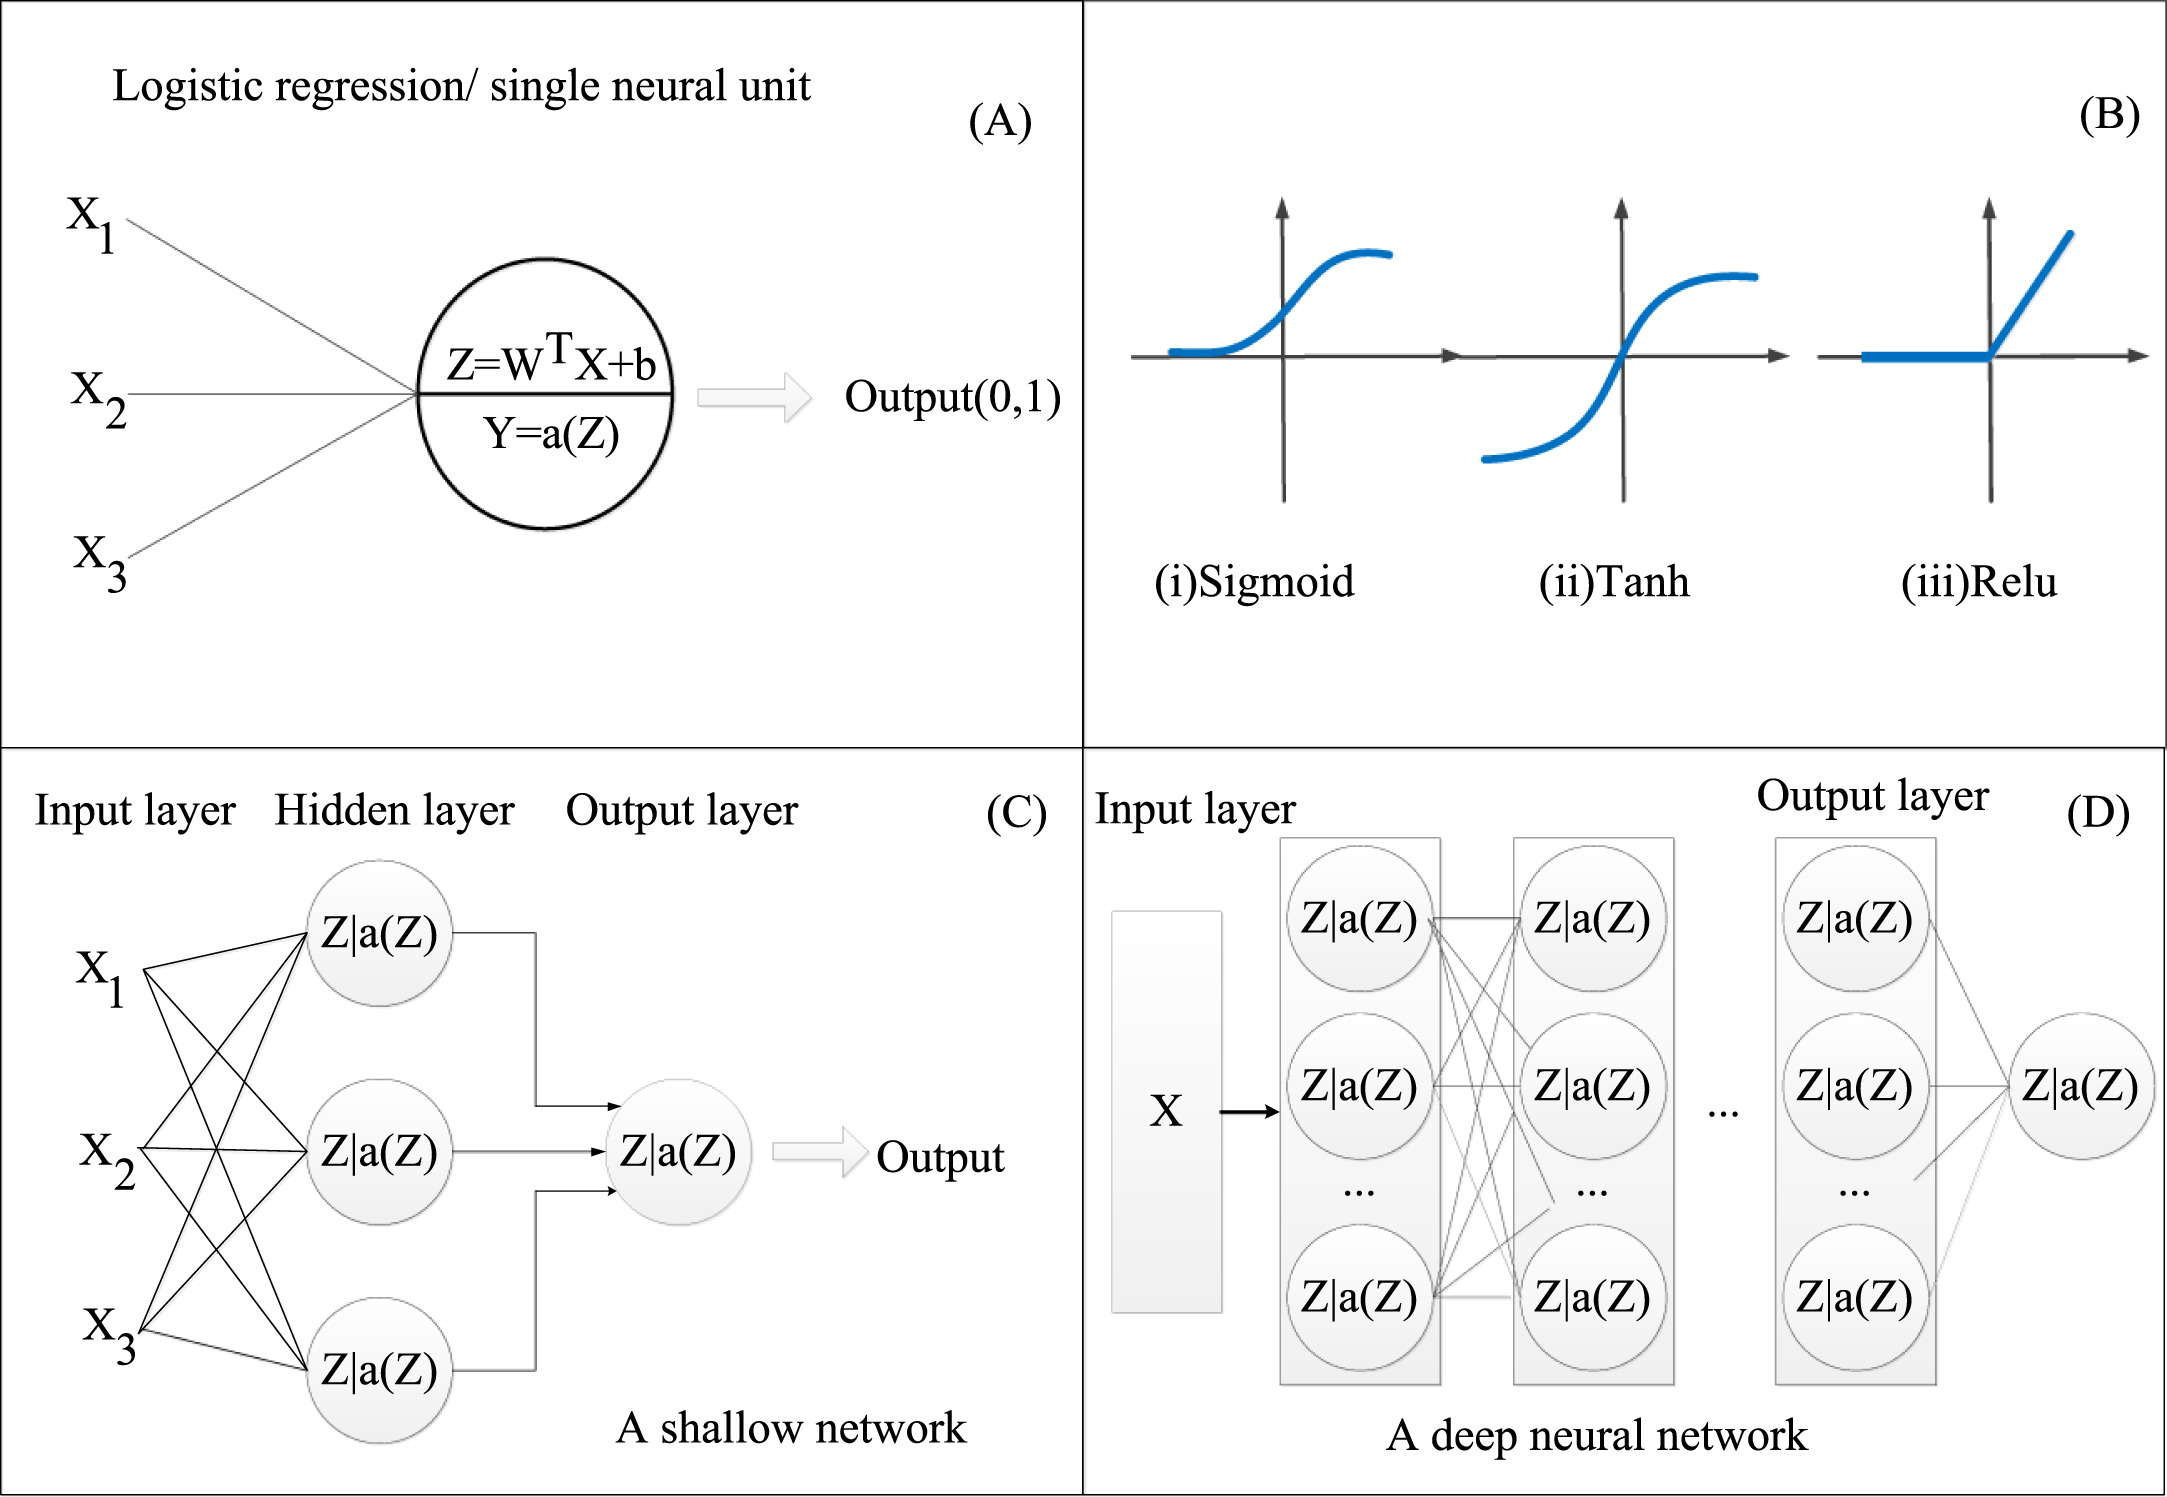 Logistic regression/ single neural unit
(A)
X1
X2
X3
Z=W^T X+b
Y=a(Z)
Output(0,1)
(B)
(i)Sigmoid
(ii)Tanh
(iii)Relu
Input layer
Hidden layer
Output layer
(C)
X1
X2
X3
Z|a(Z)
Z|a(Z)
Z|a(Z)
Z|a(Z)
Output
A shallow network
Input layer
Output layer
(D)
X
Z|a(Z)
Z|a(Z)
...
Z|a(Z)
Z|a(Z)
Z|a(Z)
...
Z|a(Z)
...
Z|a(Z)
Z|a(Z)
...
Z|a(Z)
Z|a(Z)
A deep neural network